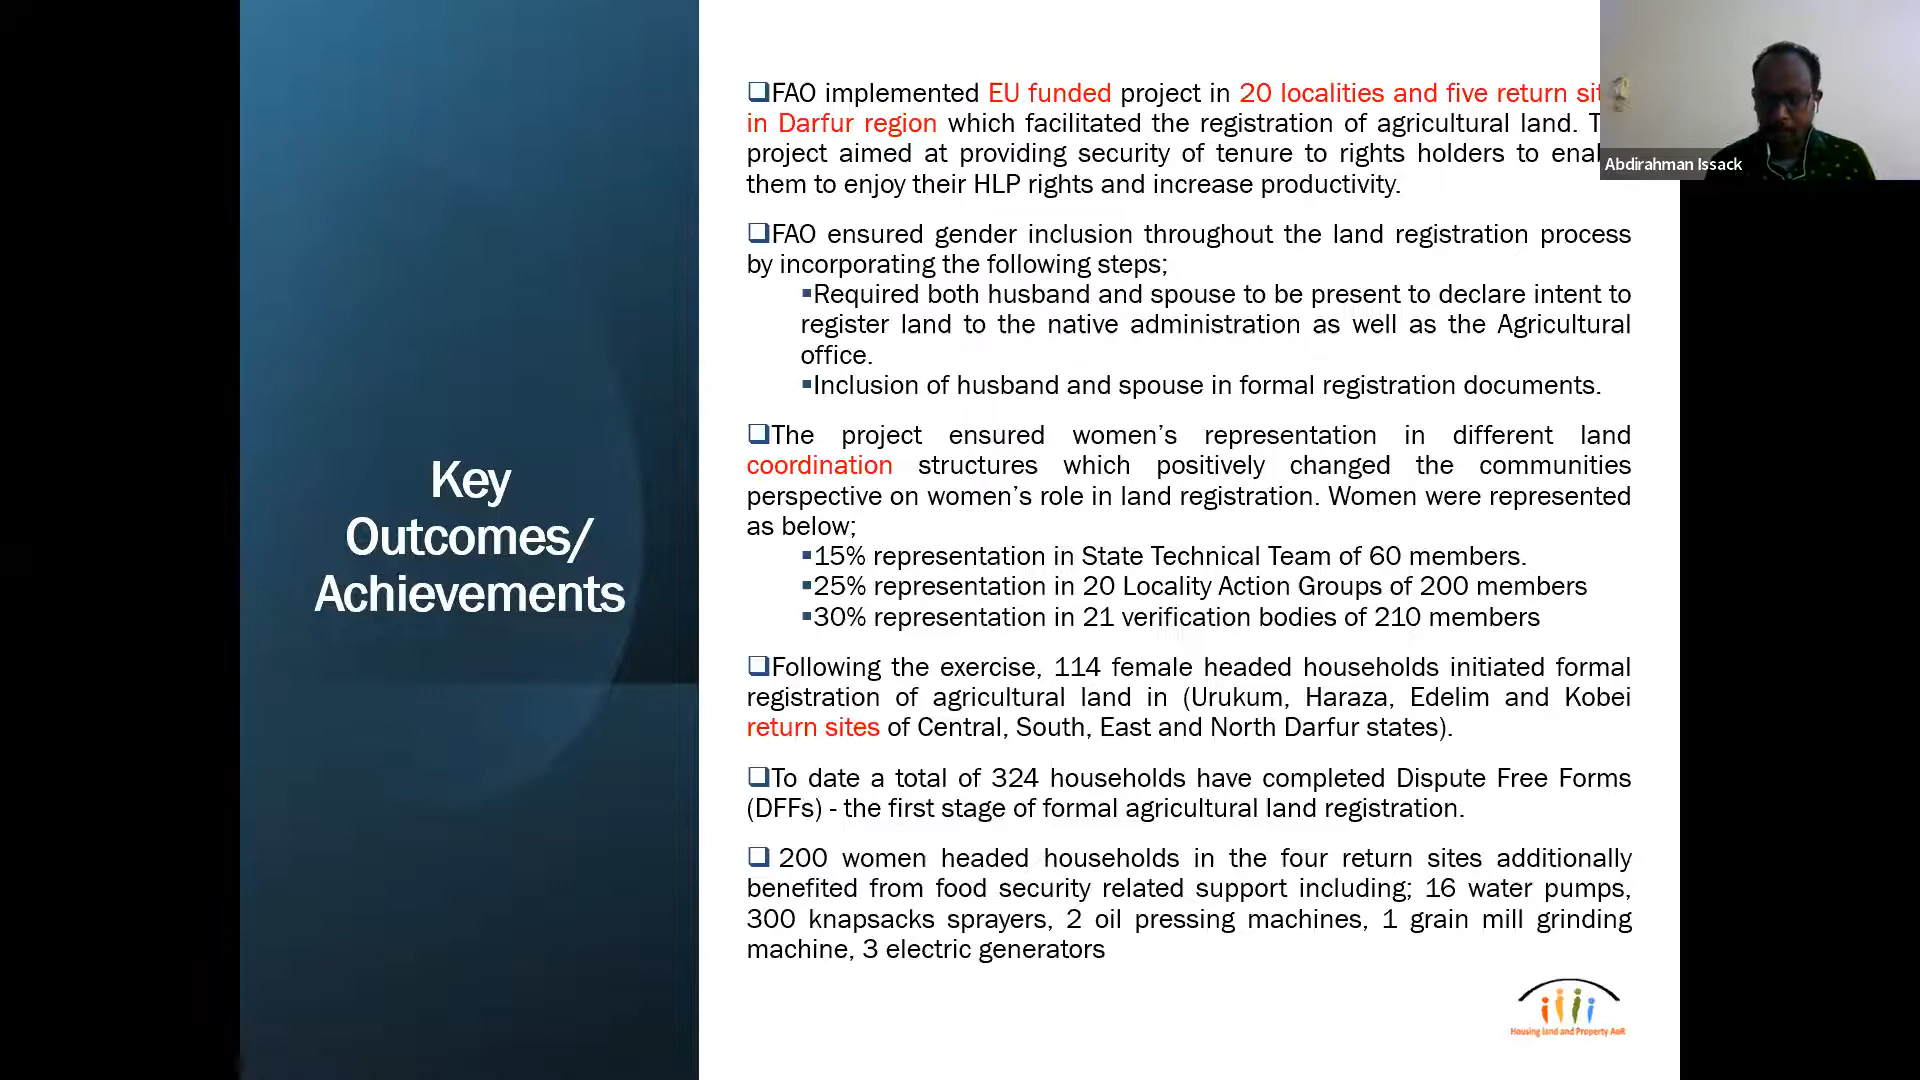 Key
Outcomes/
Achievements
❑FAO implemented EU funded project in 20 localities and five return
in Darfur region which facilitated the registration of agricultural land.
project aimed at providing security of tenure to rights holders to
them to enjoy their HLP rights and increase productivity.
❑FAO ensured gender inclusion throughout the land registration process
by incorporating the following steps;
▪Required both husband and spouse to be present to declare intent to
register land to the native administration as well as the Agricultural
office.
▪Inclusion of husband and spouse in formal registration documents.
❑The project ensured women’s representation in different land
coordination structures which positively changed the communities
perspective on women’s role in land registration. Women were represented
as below;
▪15% representation in State Technical Team of 60 members.
▪25% representation in 20 Locality Action Groups of 200 members
▪30% representation in 21 verification bodies of 210 members
❑Following the exercise, 114 female headed households initiated formal
registration of agricultural land in (Urukum, Haraza, Edelim and Kobei
return sites of Central, South, East and North Darfur states).
❑To date a total of 324 households have completed Dispute Free Forms
(DFFs) - the first stage of formal agricultural land registration.
❑ 200 women headed households in the four return sites additionally
benefited from food security related support including; 16 water pumps,
300 knapsacks sprayers, 2 oil pressing machines, 1 grain mill grinding
machine, 3 electric generators
Housing land and Property AoR
Abdirahman Issack